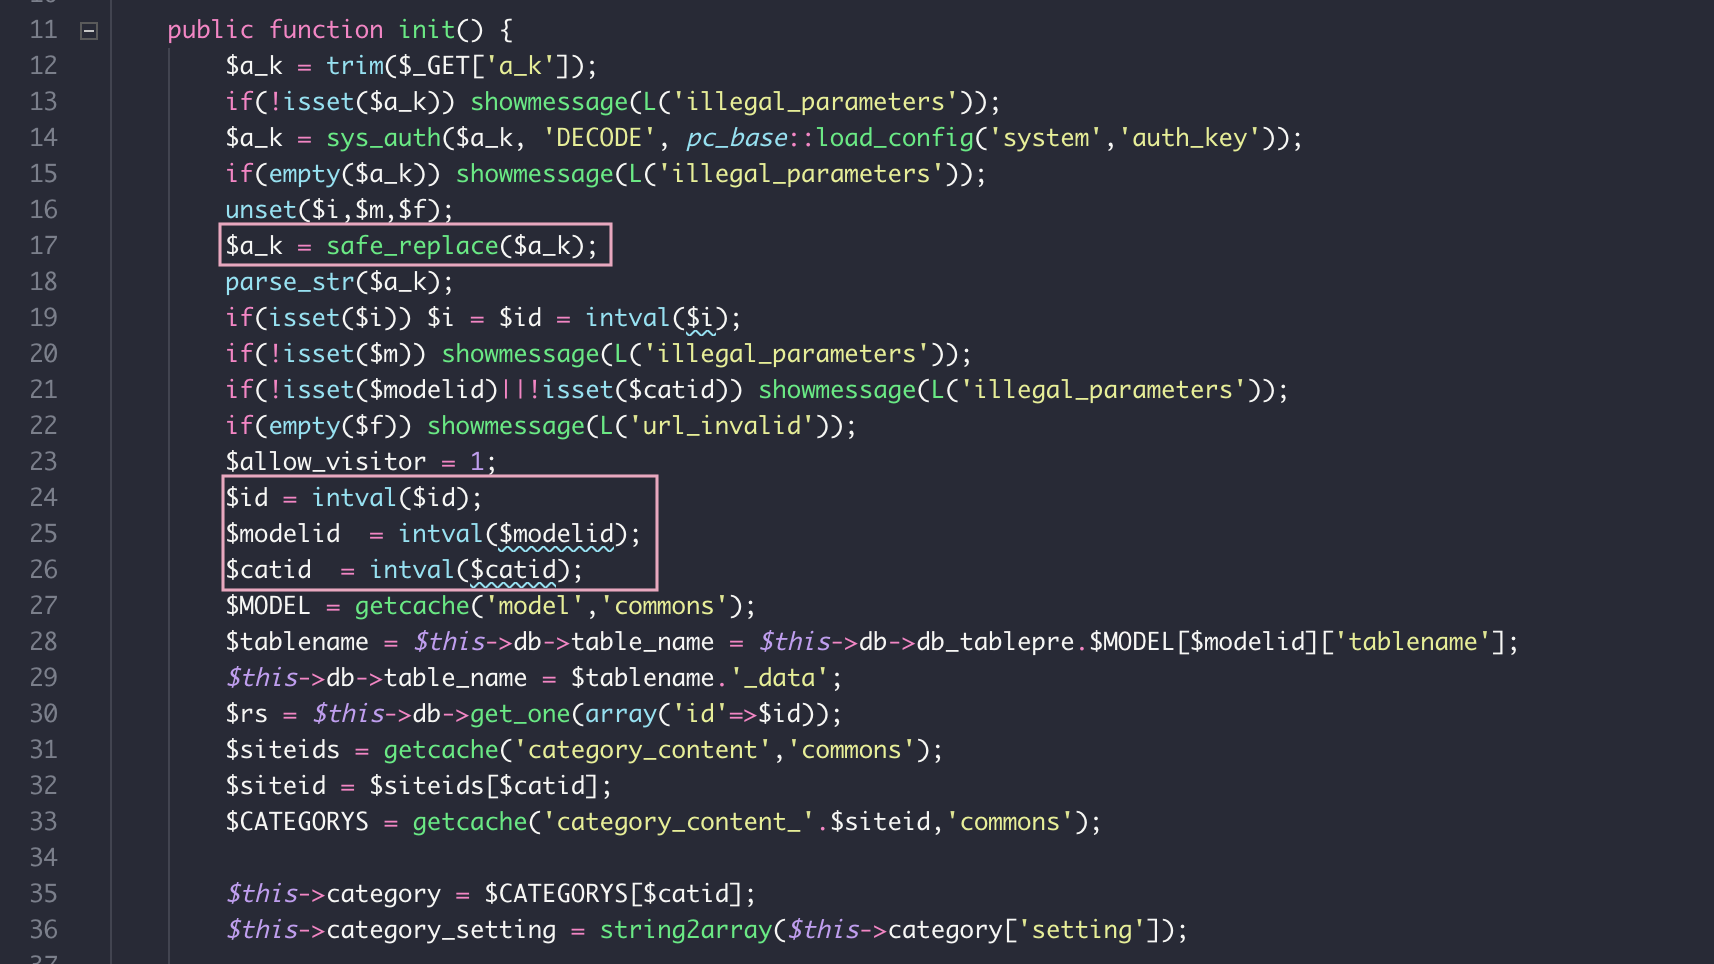 11 public function init() {
12 $a_k = trim($_GET['a_k']);
13 if(!isset($a_k)) showmessage(L('illegal_parameters'));
14 $a_k = sys_auth($a_k, 'DECODE', pc_base::load_config('system','auth_key'));
15 if(empty($a_k)) showmessage(L('illegal_parameters'));
16 unset($i,$m,$f);
17 $a_k = safe_replace($a_k);
18 parse_str($a_k);
19 if(isset($i)) $i = $id = intval($i);
20 if(!isset($m)) showmessage(L('illegal_parameters'));
21 if(!isset($modelid)||!isset($catid)) showmessage(L('illegal_parameters'));
22 if(empty($f)) showmessage(L('url_invalid'));
23 $allow_visitor = 1;
24 $id = intval($id);
25 $modelid  = intval($modelid);
26 $catid  = intval($catid);
27 $MODEL = getcache('model','commons');
28 $tablename = $this->db->table_name = $this->db->db_tablepre.$MODEL[$modelid]['tablename'];
29 $this->db->table_name = $tablename.'_data';
30 $rs = $this->db->get_one(array('id'=>$id));
31 $siteids = getcache('category_content','commons');
32 $siteid = $siteids[$catid];
33 $CATEGORYS = getcache('category_content_'.$siteid,'commons');
34
35 $this->category = $CATEGORYS[$catid];
36 $this->category_setting = string2array($this->category['setting']);